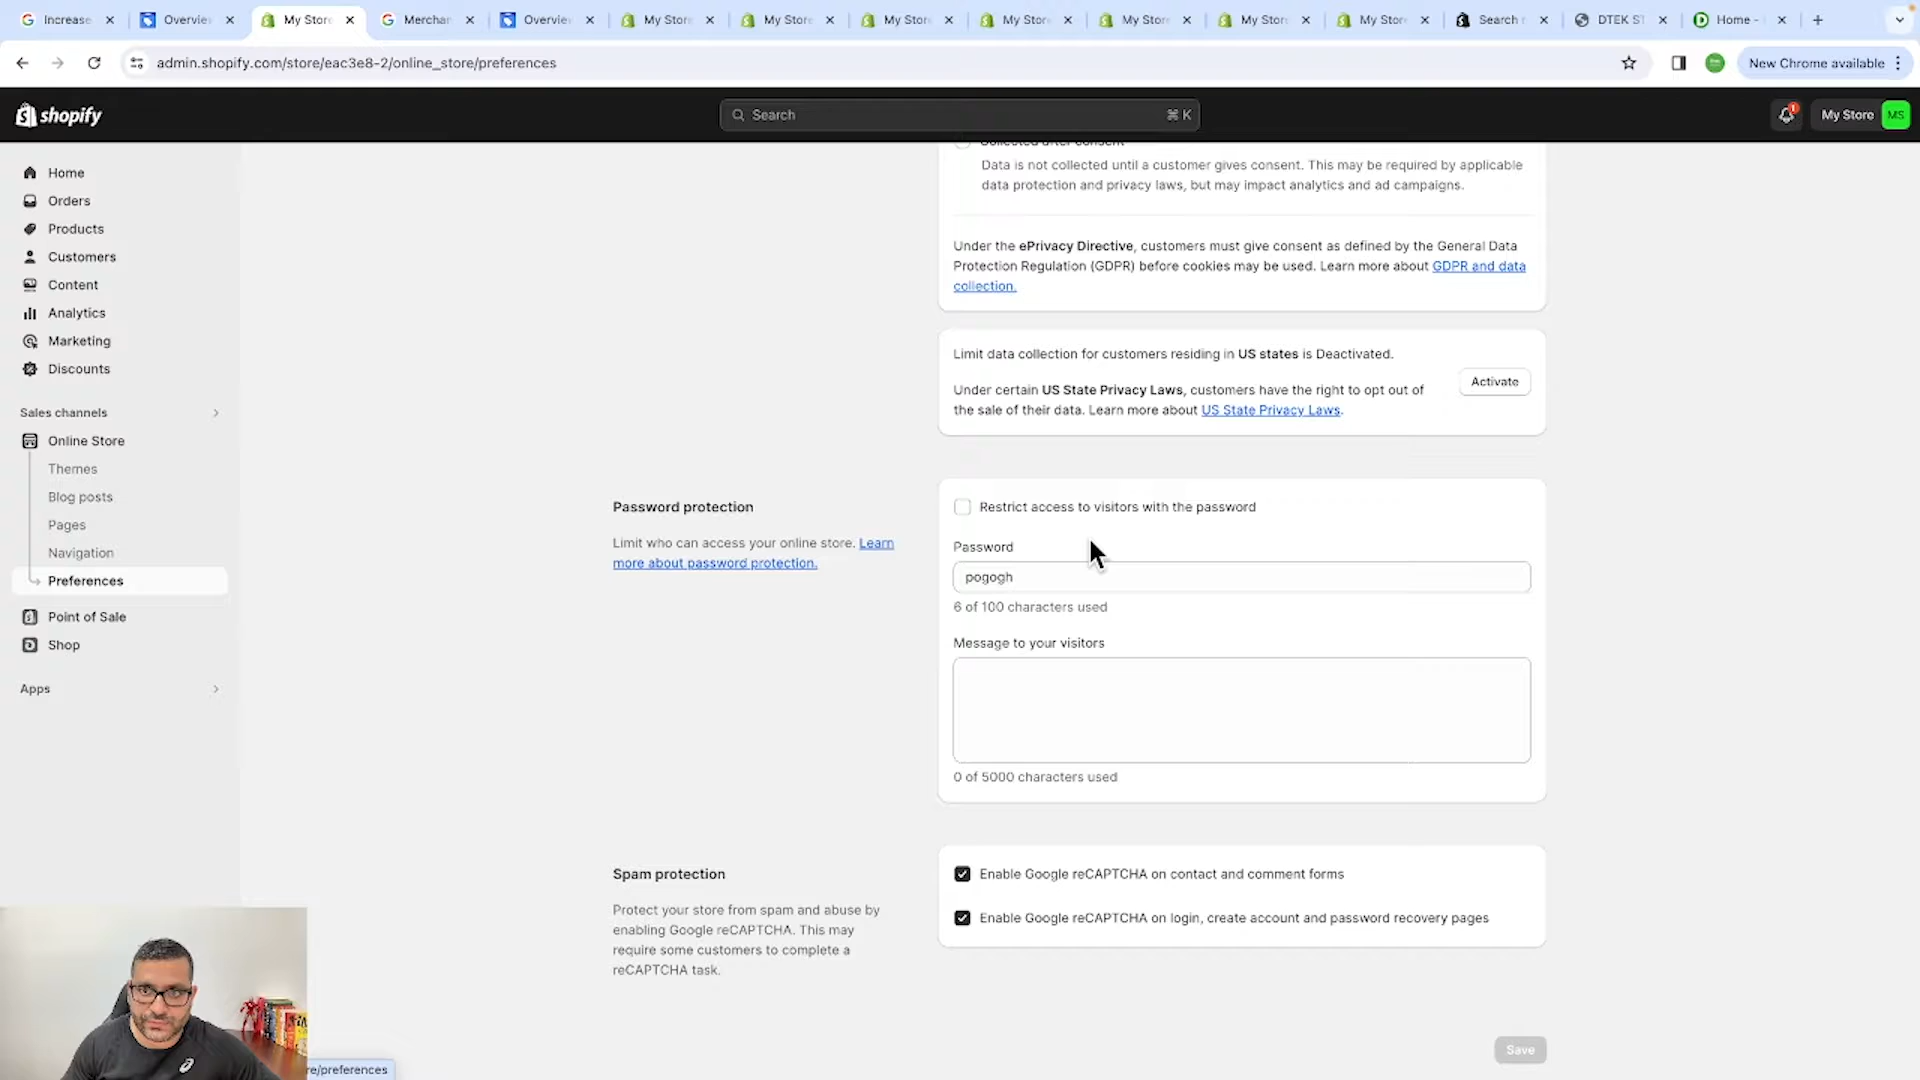 Increase
Overvie
My Store
Merchan
Overvie
My Store
My Store
My Store
My Store
My Store
My Store
My Store
Search r
DTEK ST
Home -
admin.shopify.com/store/eac3e8-2/online_store/preferences
New Chrome available
shopify
Search
⌘ K
1
My Store
MS
Home
Orders
Products
Customers
Content
Analytics
Marketing
Discounts
Sales channels
Online Store
Themes
Blog posts
Pages
Navigation
Preferences
Point of Sale
Shop
Apps
Collected after consent
Data is not collected until a customer gives consent. This may be required by applicable
data protection and privacy laws, but may impact analytics and ad campaigns.
Under the ePrivacy Directive, customers must give consent as defined by the General Data
Protection Regulation (GDPR) before cookies may be used. Learn more about GDPR and data
collection.
Limit data collection for customers residing in US states is Deactivated.
Under certain US State Privacy Laws, customers have the right to opt out of
the sale of their data. Learn more about US State Privacy Laws.
Activate
Password protection
Limit who can access your online store. Learn
more about password protection.
Restrict access to visitors with the password
Password
pogogh
6 of 100 characters used
Message to your visitors
0 of 5000 characters used
Spam protection
Protect your store from spam and abuse by
enabling Google reCAPTCHA. This may
require some customers to complete a
reCAPTCHA task.
Enable Google reCAPTCHA on contact and comment forms
Enable Google reCAPTCHA on login, create account and password recovery pages
Save
re/preferences